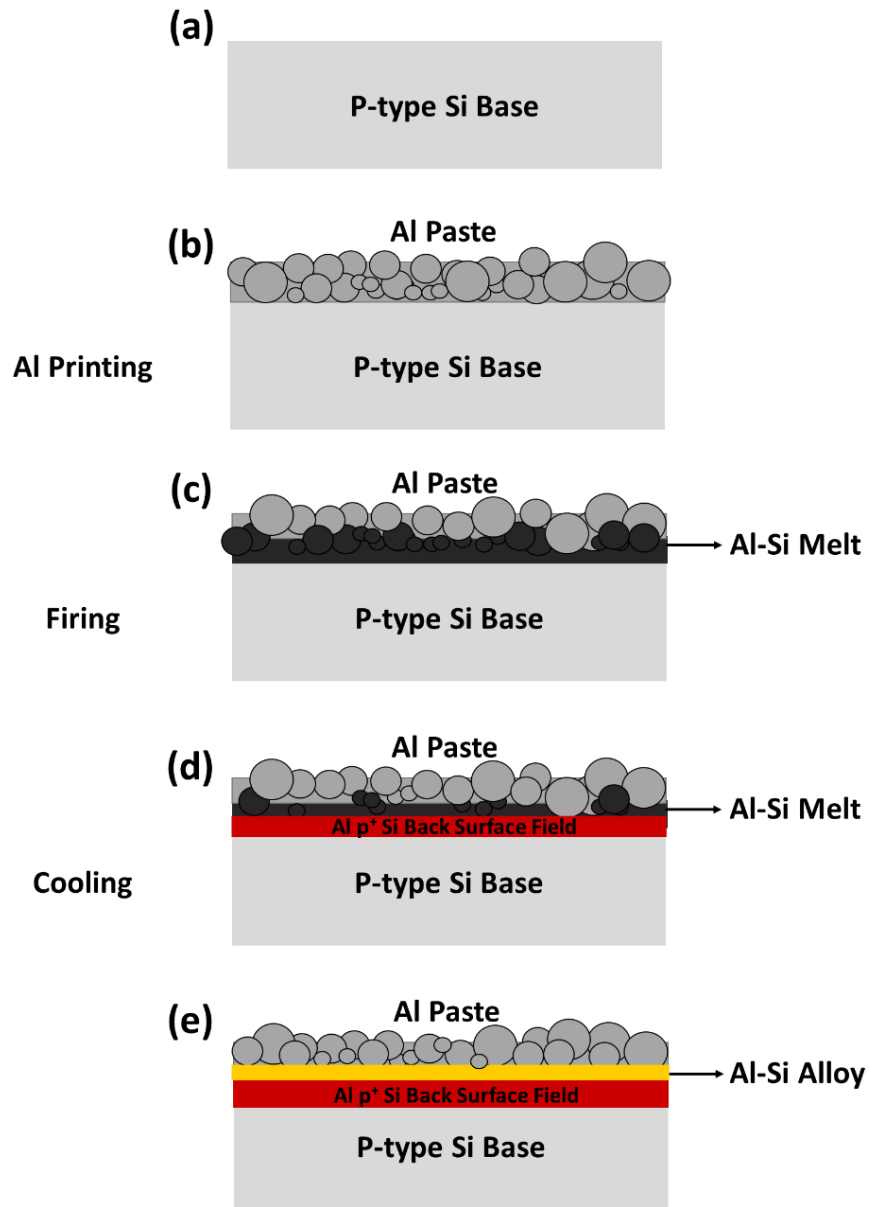 (a)
P-type Si Base
(b)
Al Paste
Al Printing
P-type Si Base
(c)
Al Paste
Al-Si Melt
Firing
P-type Si Base
(d)
Al Paste
Al-Si Melt
Al p⁺ Si Back Surface Field
Cooling
P-type Si Base
(e)
Al Paste
Al-Si Alloy
Al p⁺ Si Back Surface Field
P-type Si Base